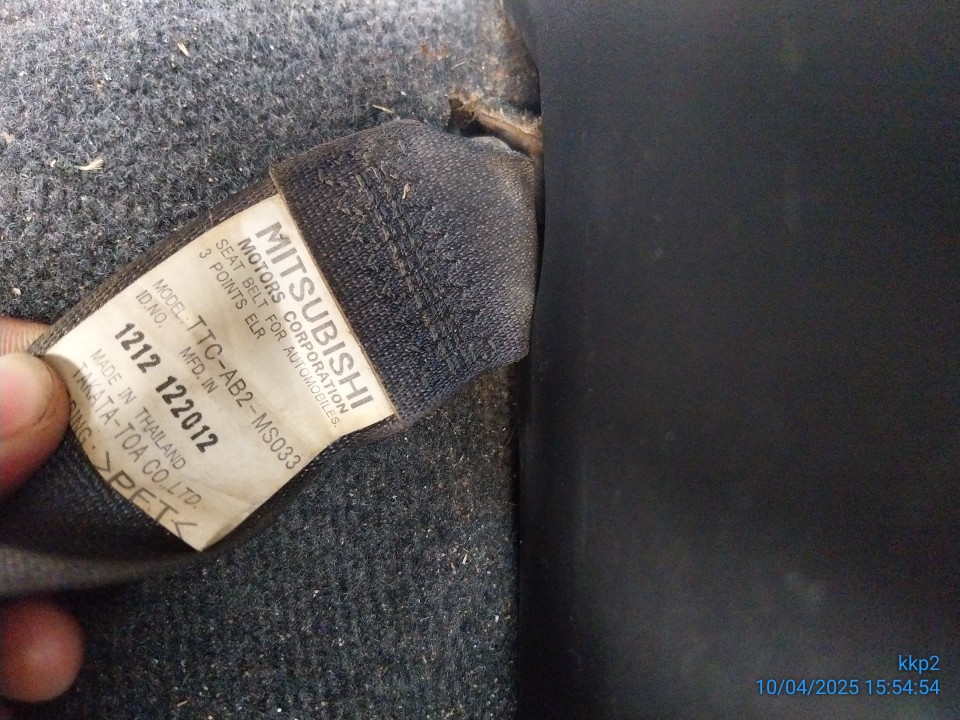 MITSUBISHI
MOTORS CORPORATION
SEAT BELT FOR AUTOMOBILES.
3 POINTS ELR
MODEL: TTC-AB2-MS033
ID.NO. MFD. IN
1212 122012
MADE IN THAILAND
TAKATA-TOA CO., LTD.
>PET<
kkp2
10/04/2025 15:54:54